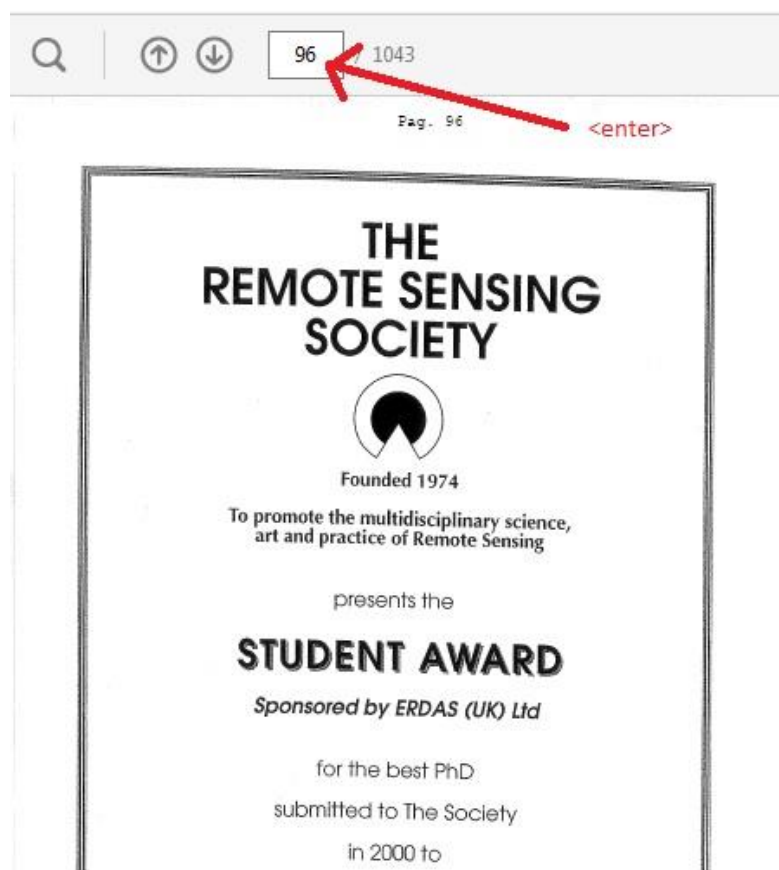 96 / 1043
Pag. 96
<enter>
THE
REMOTE SENSING
SOCIETY
Founded 1974
To promote the multidisciplinary science,
art and practice of Remote Sensing
presents the
STUDENT AWARD
Sponsored by ERDAS (UK) Ltd
for the best PhD
submitted to The Society
in 2000 to